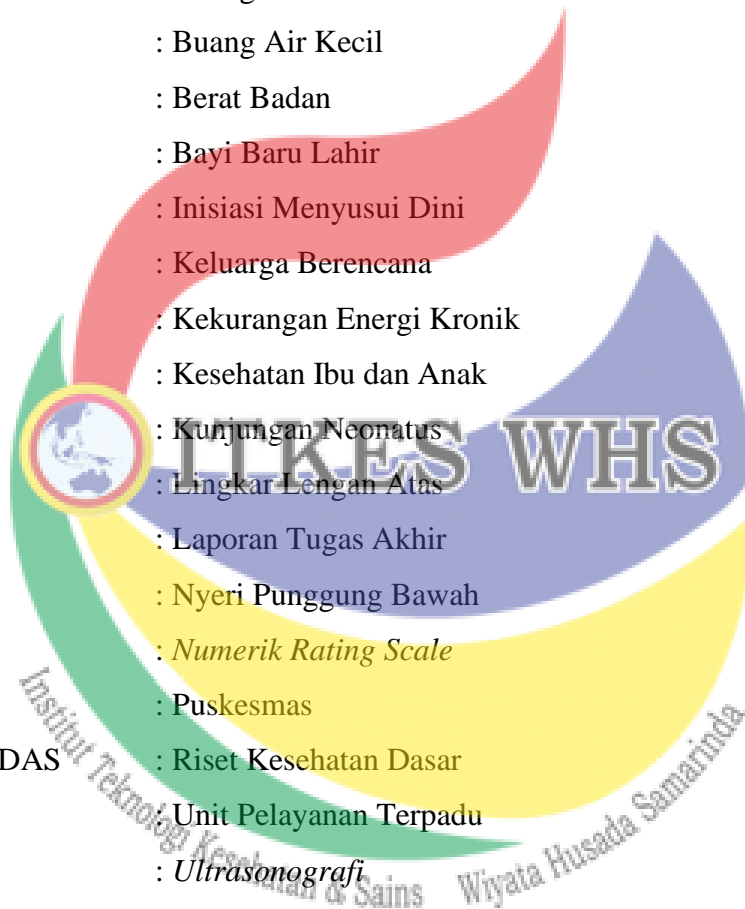 : Buang Air Kecil
: Berat Badan
: Bayi Baru Lahir
: Inisiasi Menyusui Dini
: Keluarga Berencana
: Kekurangan Energi Kronik
: Kesehatan Ibu dan Anak
: Kunjungan Neonatus
ITKES WHS
: Lingkar Lengan Atas
: Laporan Tugas Akhir
: Nyeri Punggung Bawah
: Numerik Rating Scale
: Puskesmas
DAS : Riset Kesehatan Dasar
: Unit Pelayanan Terpadu
: Ultrasonografi
Institut Teknologi Kesehatan & Sains Wiyata Husada Samarinda